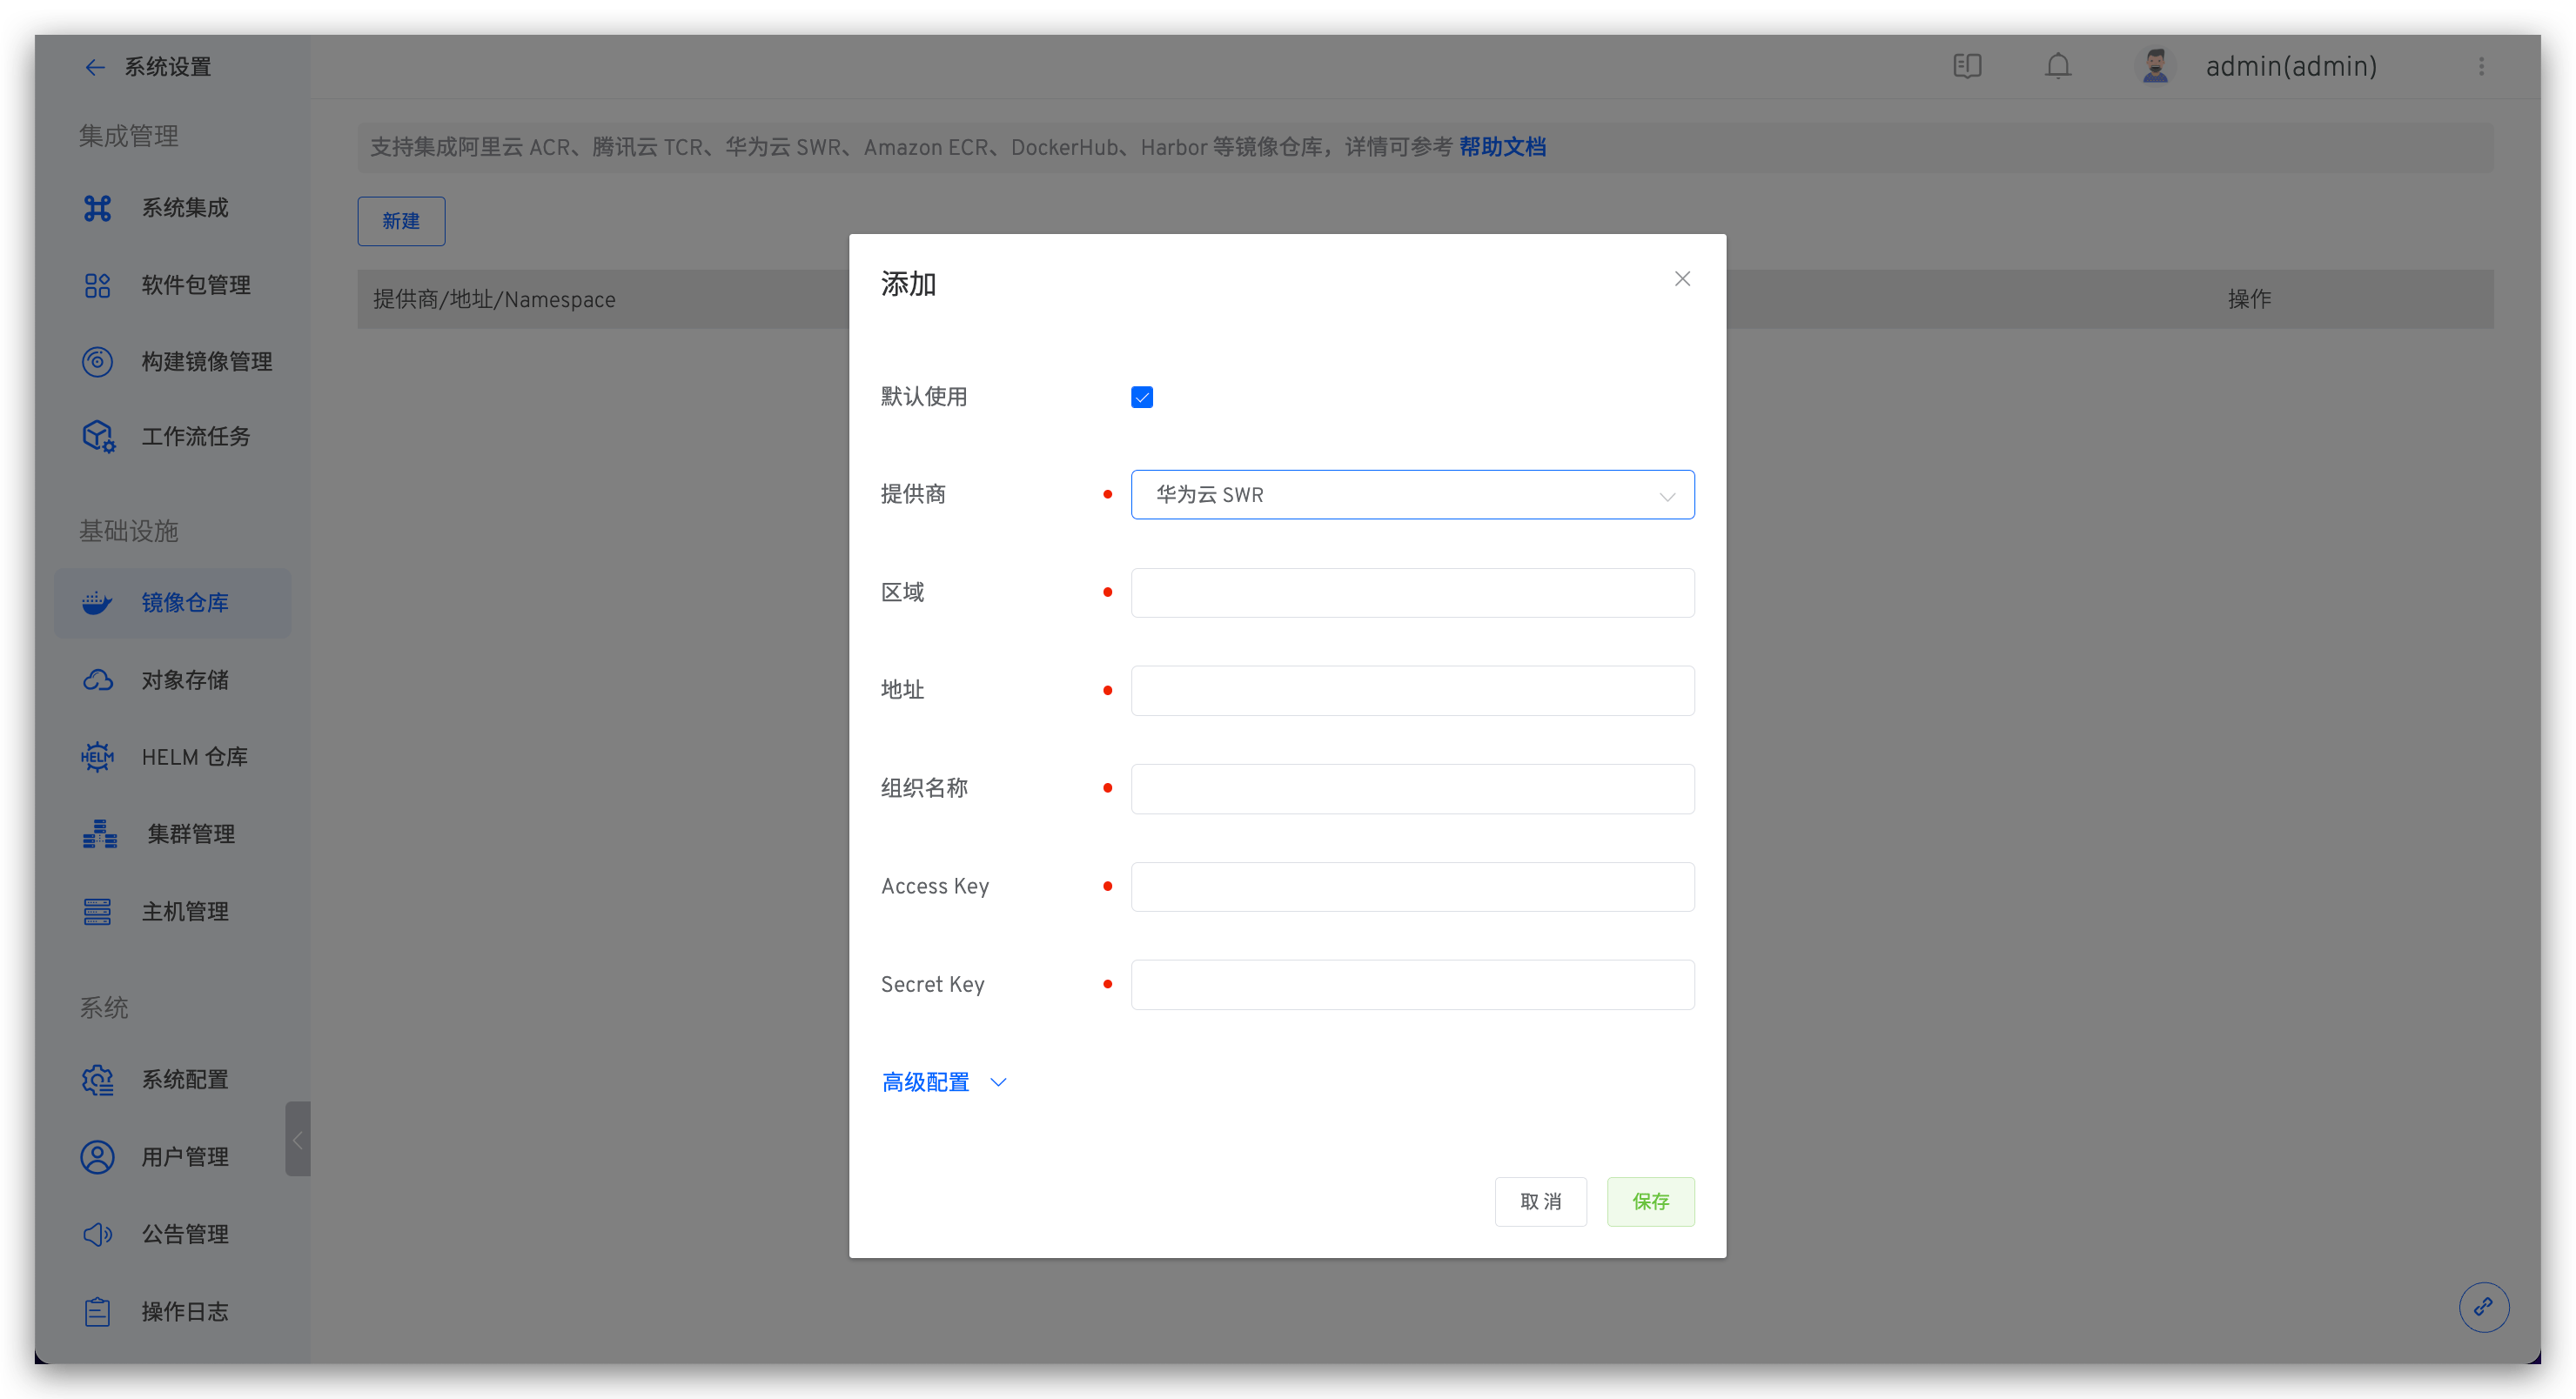 系统设置
admin(admin)
集成管理
系统集成
软件包管理
构建镜像管理
工作流任务
基础设施
镜像仓库
对象存储
HELM
HELM 仓库
集群管理
主机管理
系统
系统配置
用户管理
公告管理
操作日志
支持集成阿里云 ACR、腾讯云 TCR、华为云 SWR、Amazon ECR、DockerHub、Harbor 等镜像仓库，详情可参考 帮助文档
新建
提供商/地址/Namespace
操作
添加
默认使用
提供商
华为云 SWR
区域
地址
组织名称
Access Key
Secret Key
高级配置
取 消
保存